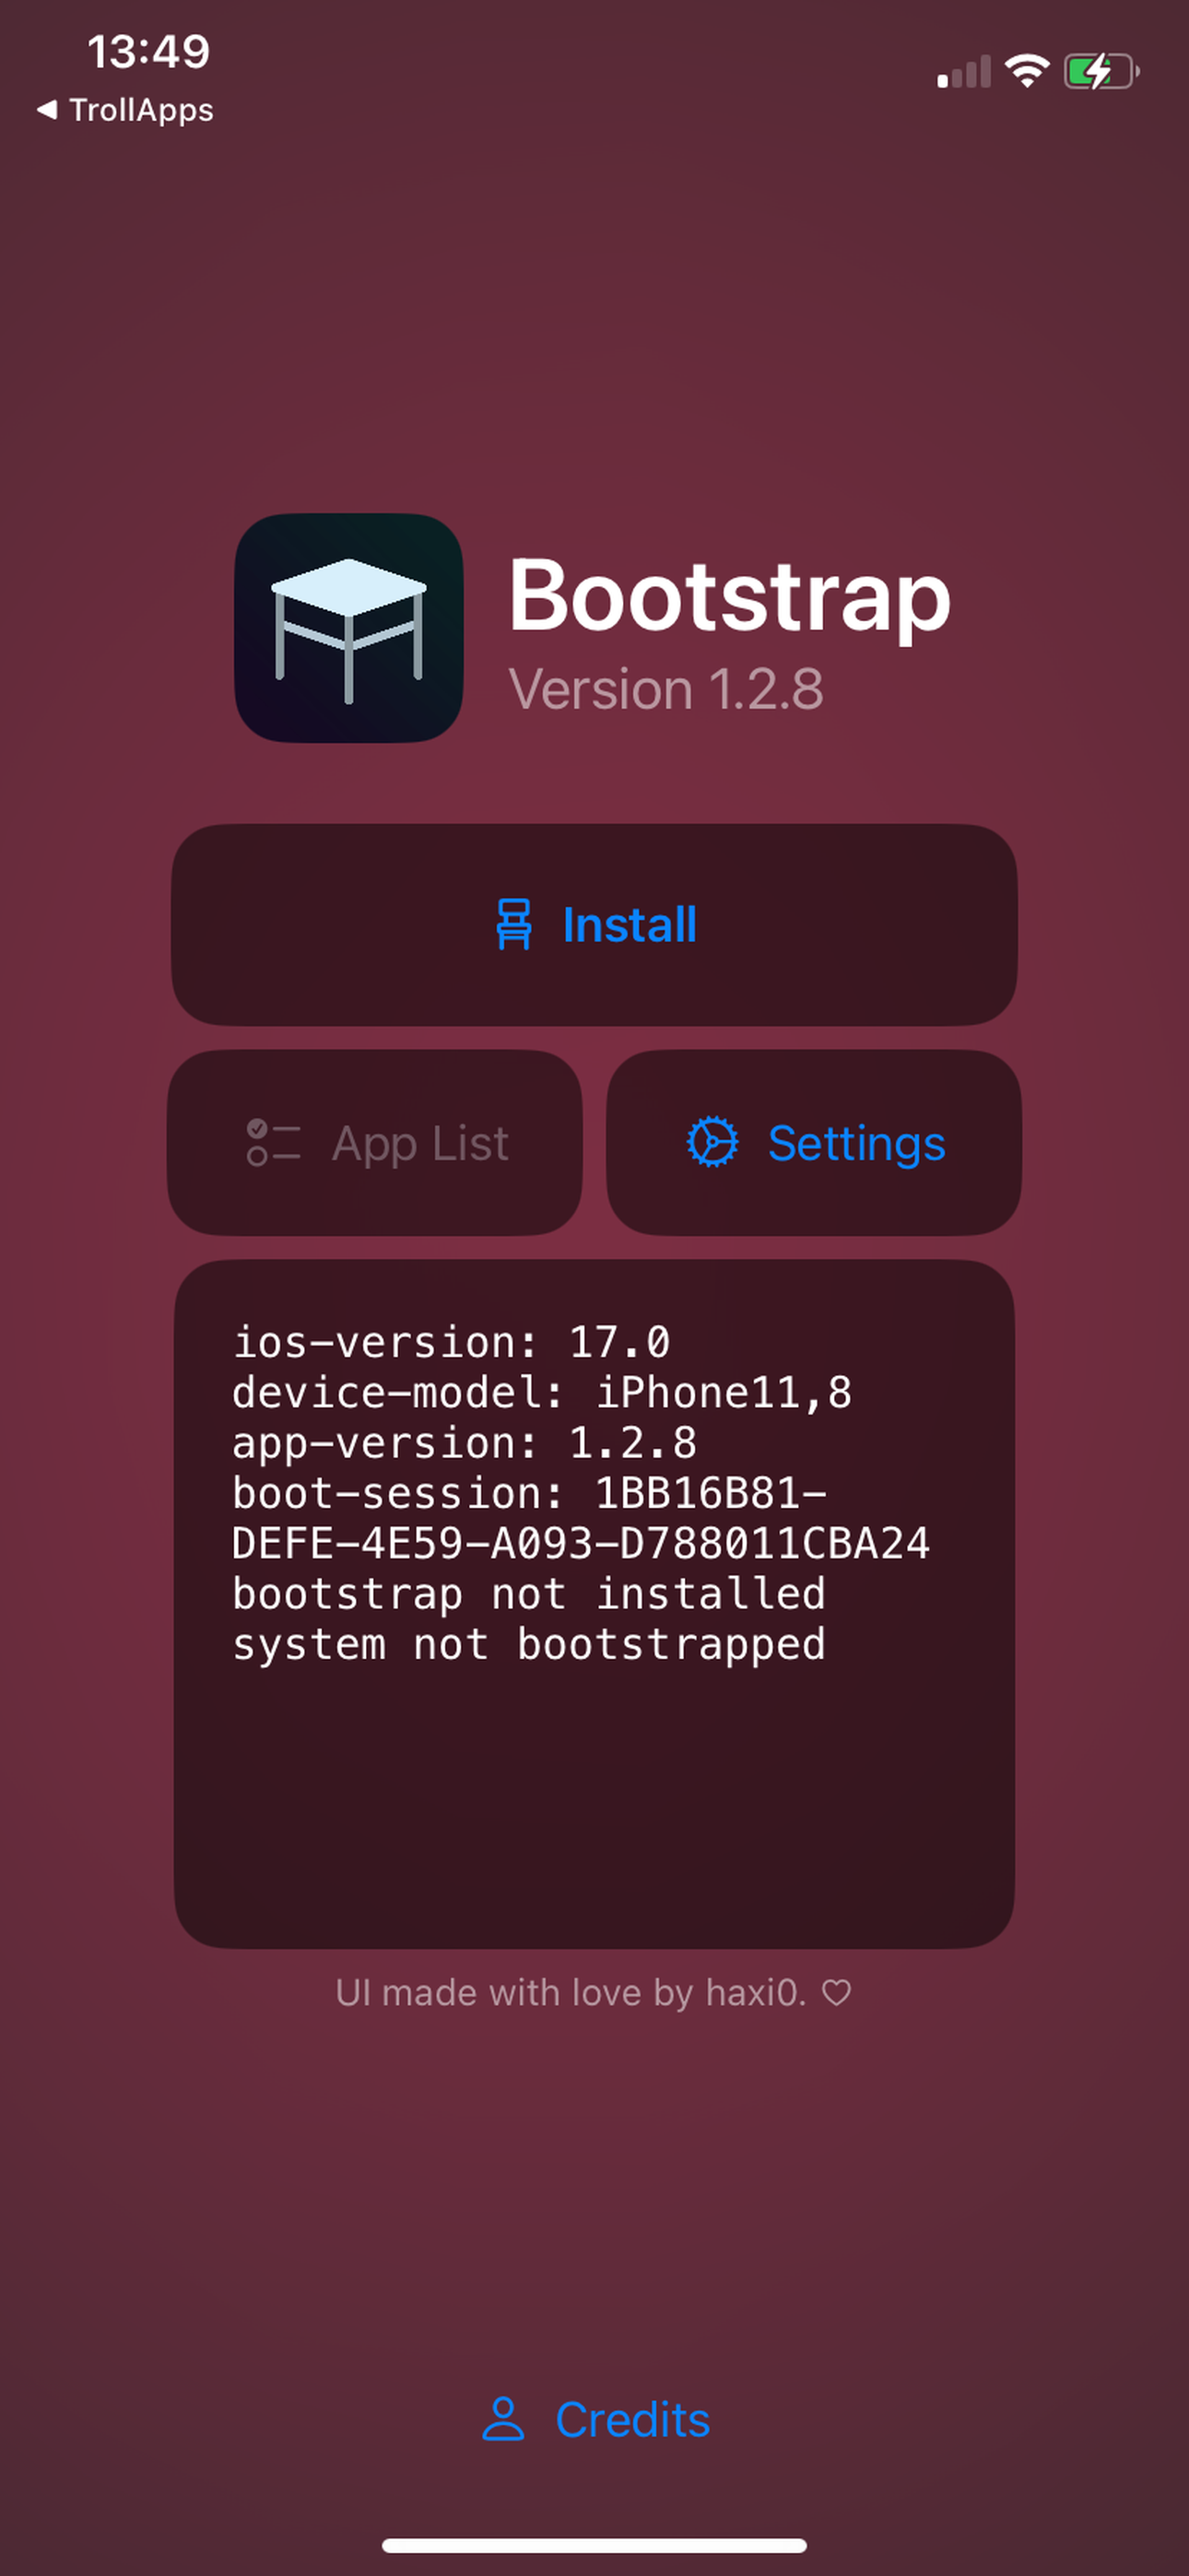 13:49
◀ TrollApps
Bootstrap
Version 1.2.8
Install
App List
Settings
ios-version: 17.0
device-model: iPhone11,8
app-version: 1.2.8
boot-session: 1BB16B81-
DEFE-4E59-A093-D788011CBA24
bootstrap not installed
system not bootstrapped
UI made with love by haxi0. ♡
Credits